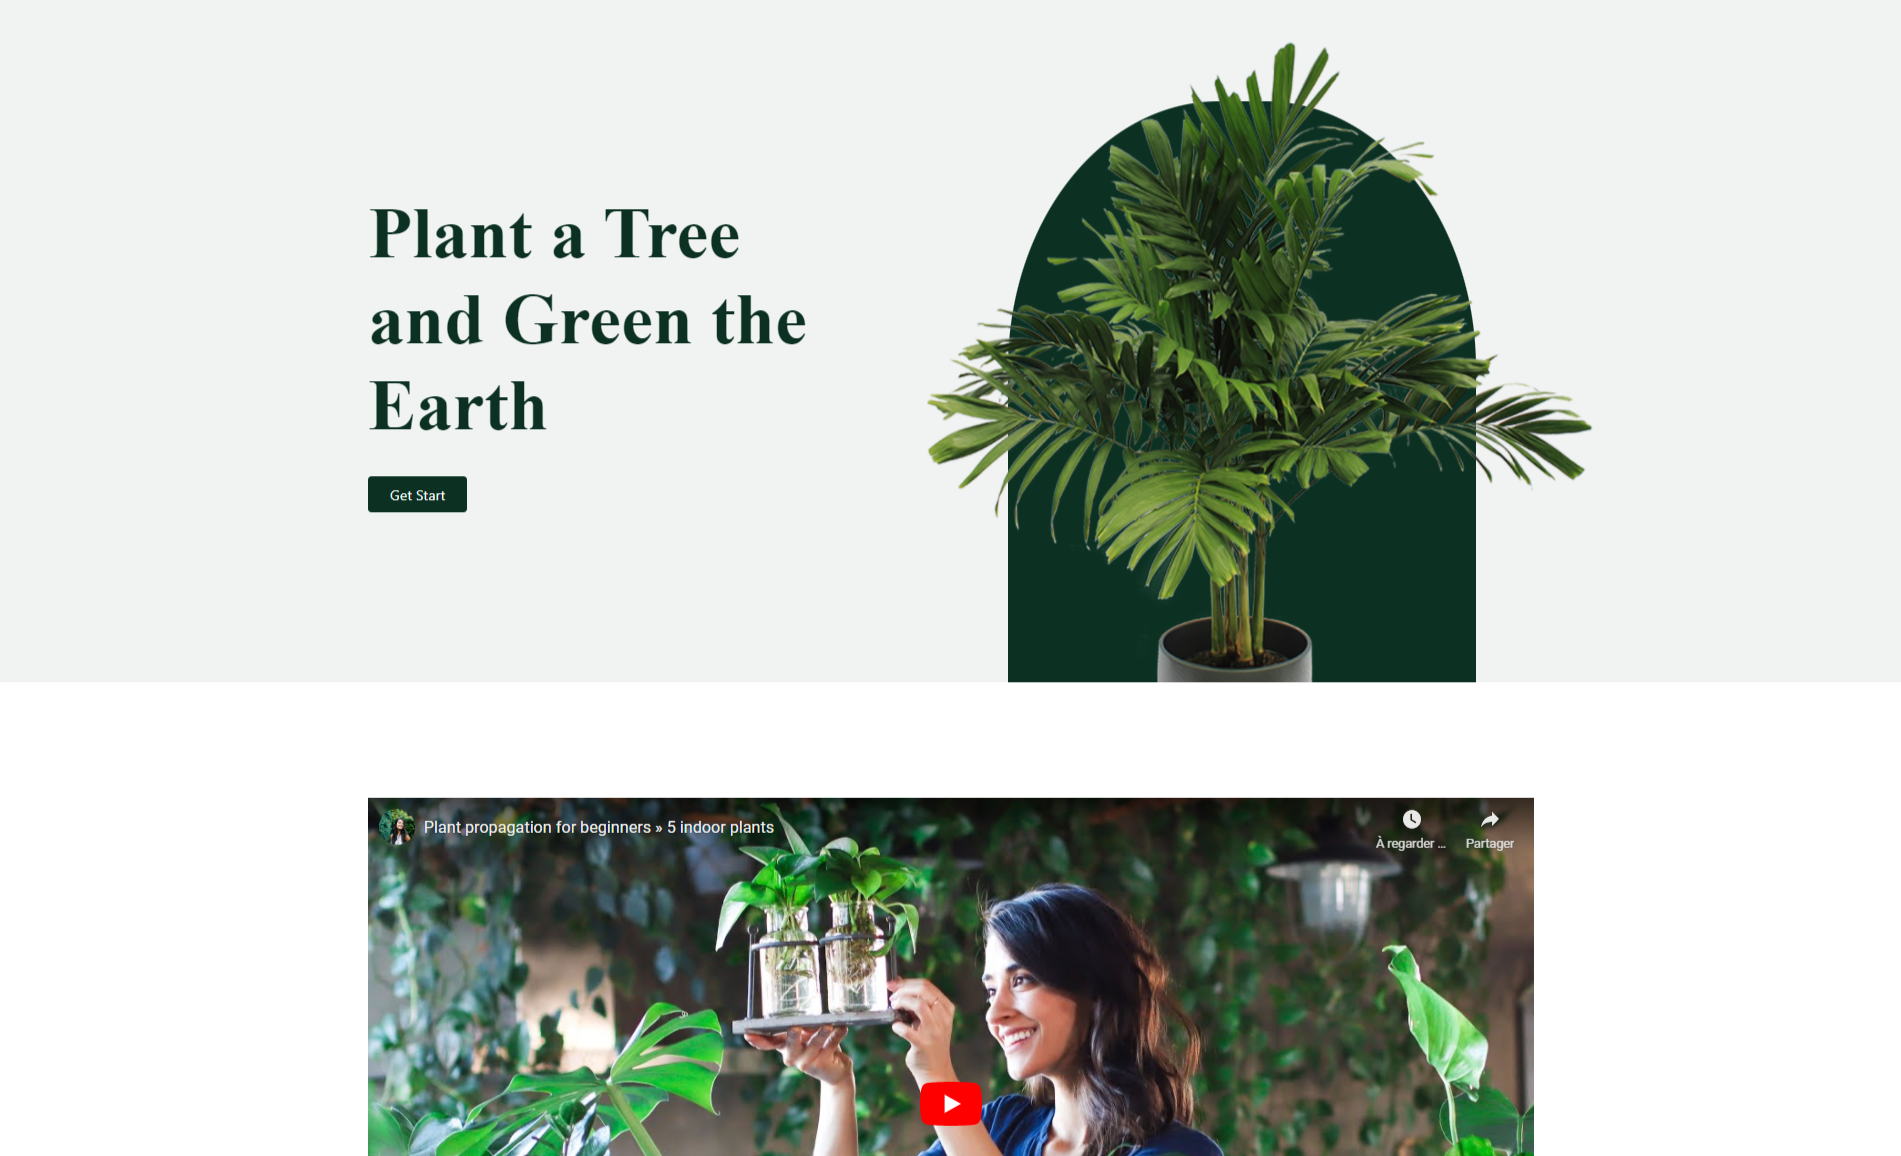 Plant a Tree
and Green the
Earth
Get Start
Plant propagation for beginners » 5 indoor plants
À regarder ...
Partager